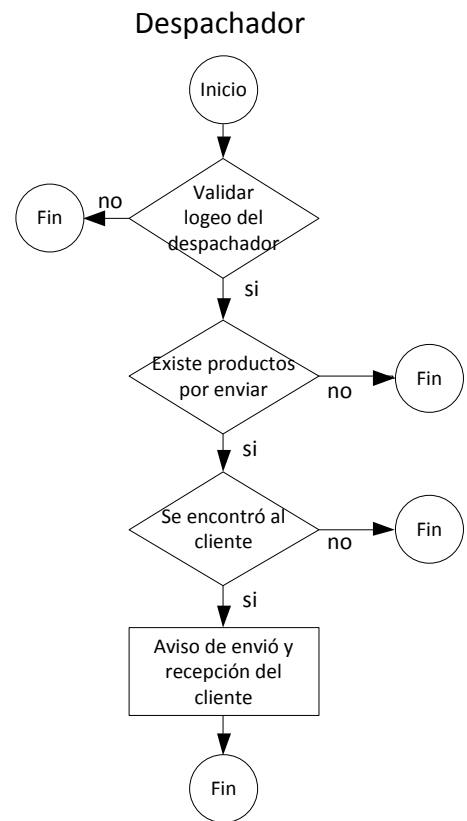 Despachador
Inicio
Validar
logeo del
despachador
no
Fin
si
Existe productos
por enviar
no
Fin
si
Se encontró al
cliente
no
Fin
si
Aviso de envió y
recepción del
cliente
Fin